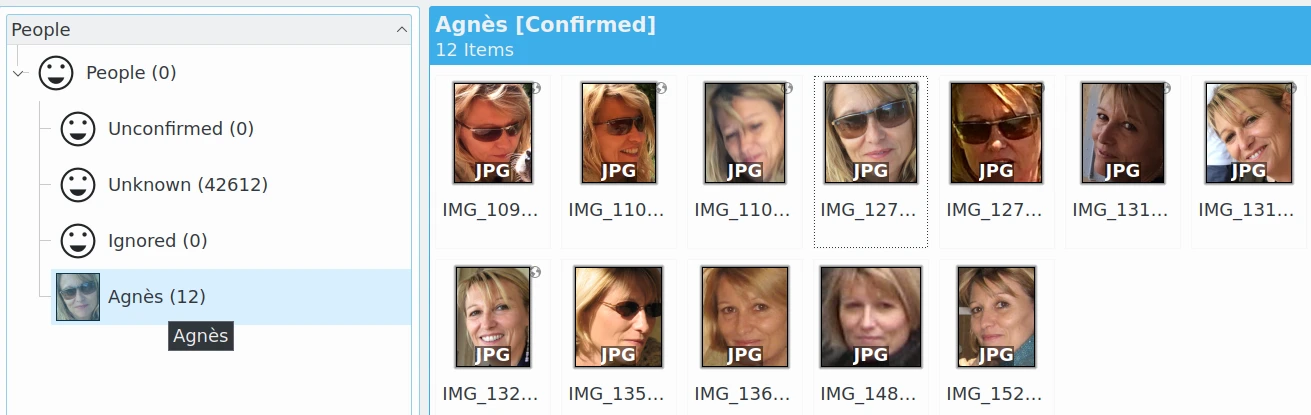 People
People (0)
Unconfirmed (0)
Unknown (42612)
Ignored (0)
Agnès (12)
Agnès
Agnès [Confirmed]
12 Items
JPG JPG JPG JPG JPG JPG JPG
IMG_109... IMG_110... IMG_110... IMG_127... IMG_127... IMG_131... IMG_131...
JPG JPG JPG JPG JPG
IMG_132... IMG_135... IMG_136... IMG_148... IMG_152...